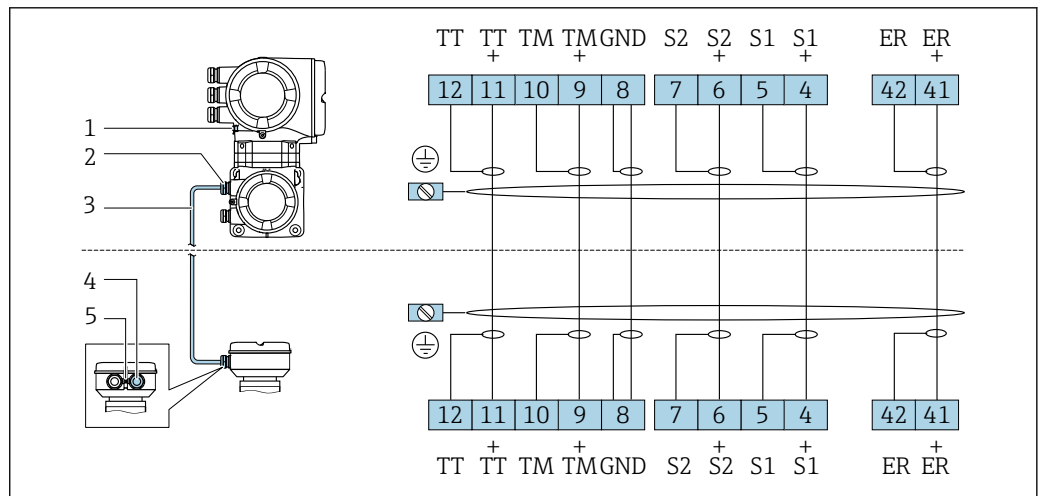 TT TT TM TM GND S2 S2 S1 S1 ER ER
+ + + + +
12 11 10 9 8 7 6 5 4 42 41
1
2
3
4
5
12 11 10 9 8 7 6 5 4 42 41
+ + + + +
TT TT TM TM GND S2 S2 S1 S1 ER ER